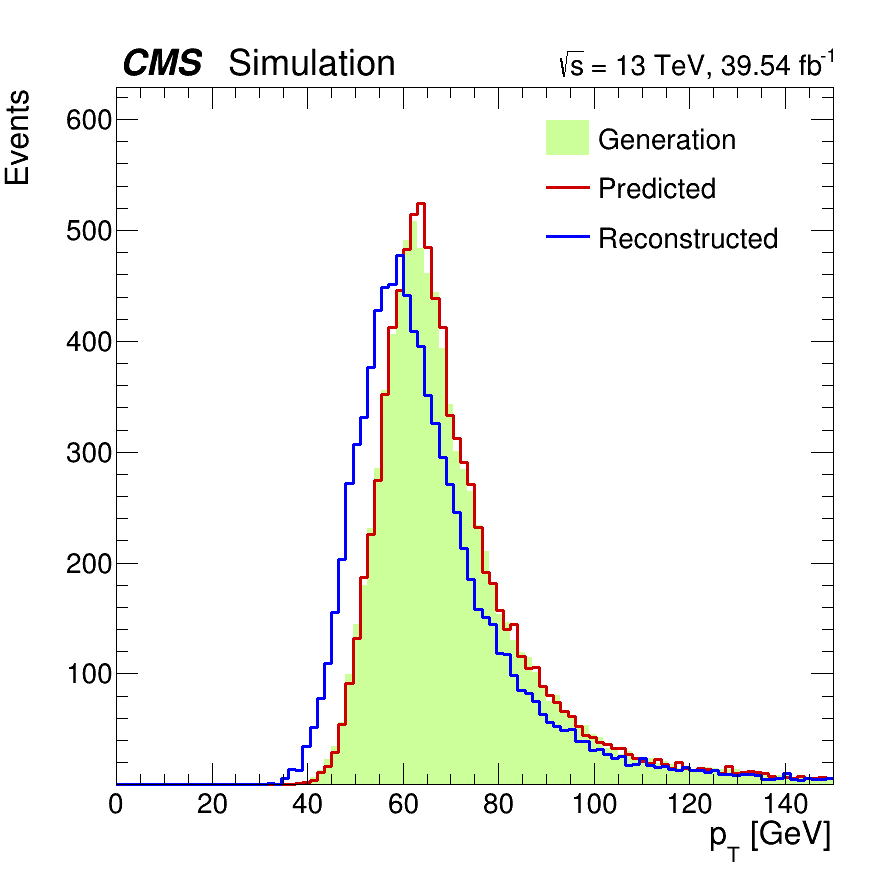 CMS Simulation
√s = 13 TeV, 39.54 fb⁻¹
Events
600
500
400
300
200
100
Generation
Predicted
Reconstructed
0 20 40 60 80 100 120 140
p_T [GeV]